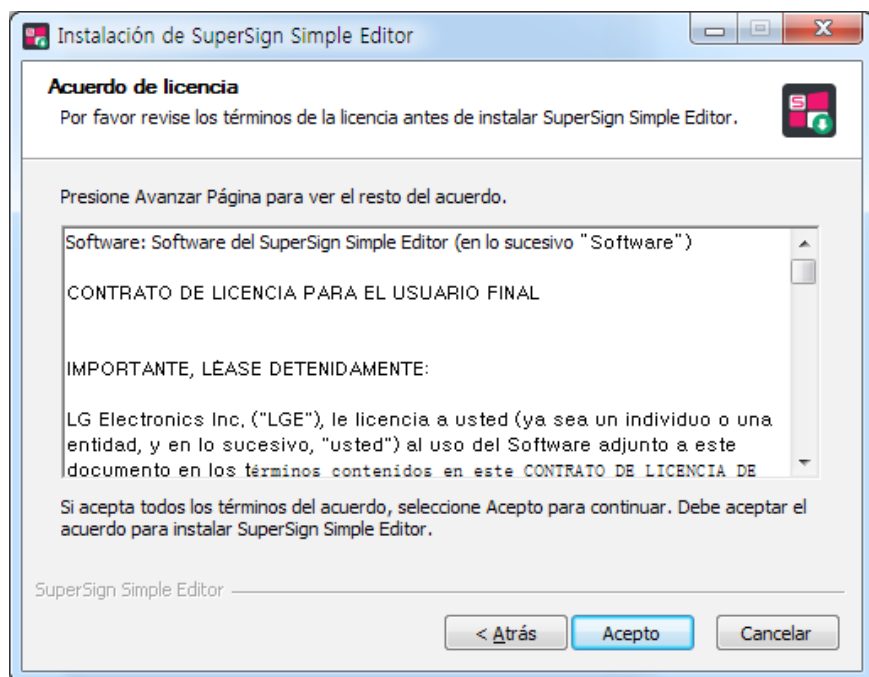 Instalación de SuperSign Simple Editor
Acuerdo de licencia
Por favor revise los términos de la licencia antes de instalar SuperSign Simple Editor.
S
Presione Avanzar Página para ver el resto del acuerdo.
Software: Software del SuperSign Simple Editor (en lo sucesivo "Software")
CONTRATO DE LICENCIA PARA EL USUARIO FINAL
IMPORTANTE, LÉASE DETENIDAMENTE:
LG Electronics Inc, ("LGE"), le licencia a usted (ya sea un individuo o una
entidad, y en lo sucesivo, "usted") al uso del Software adjunto a este
documento en los términos contenidos en este CONTRATO DE LICENCIA DE
Si acepta todos los términos del acuerdo, seleccione Acepto para continuar. Debe aceptar el
acuerdo para instalar SuperSign Simple Editor.
SuperSign Simple Editor
< Atrás
Acepto
Cancelar